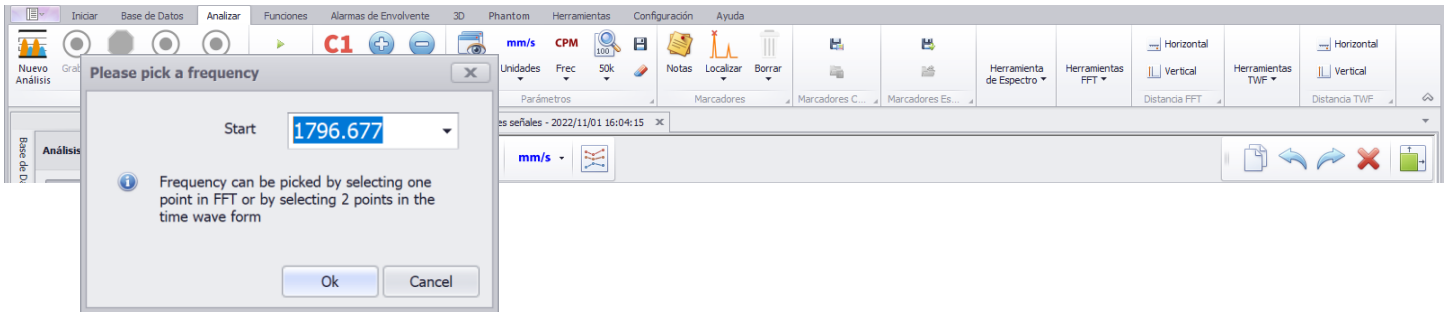 Iniciar Base de Datos Analizar Funciones Alarmas de Envolvente 3D Phantom Herramientas Configuración Ayuda
C1 mm/s CPM 100 Horizontal Horizontal
Nuevo Análisis Unidades Frec 50k Notas Localizar Borrar Vertical Herramienta de Espectro Herramientas FFT Herramientas TWF Vertical
Parámetros Marcadores Marcadores C... Marcadores Es... Distancia FFT Distancia TWF
Please pick a frequency
es señales - 2022/11/01 16:04:15
Análisis
mm/s
Start 1796.677
Frequency can be picked by selecting one
point in FFT or by selecting 2 points in the
time wave form
Ok Cancel